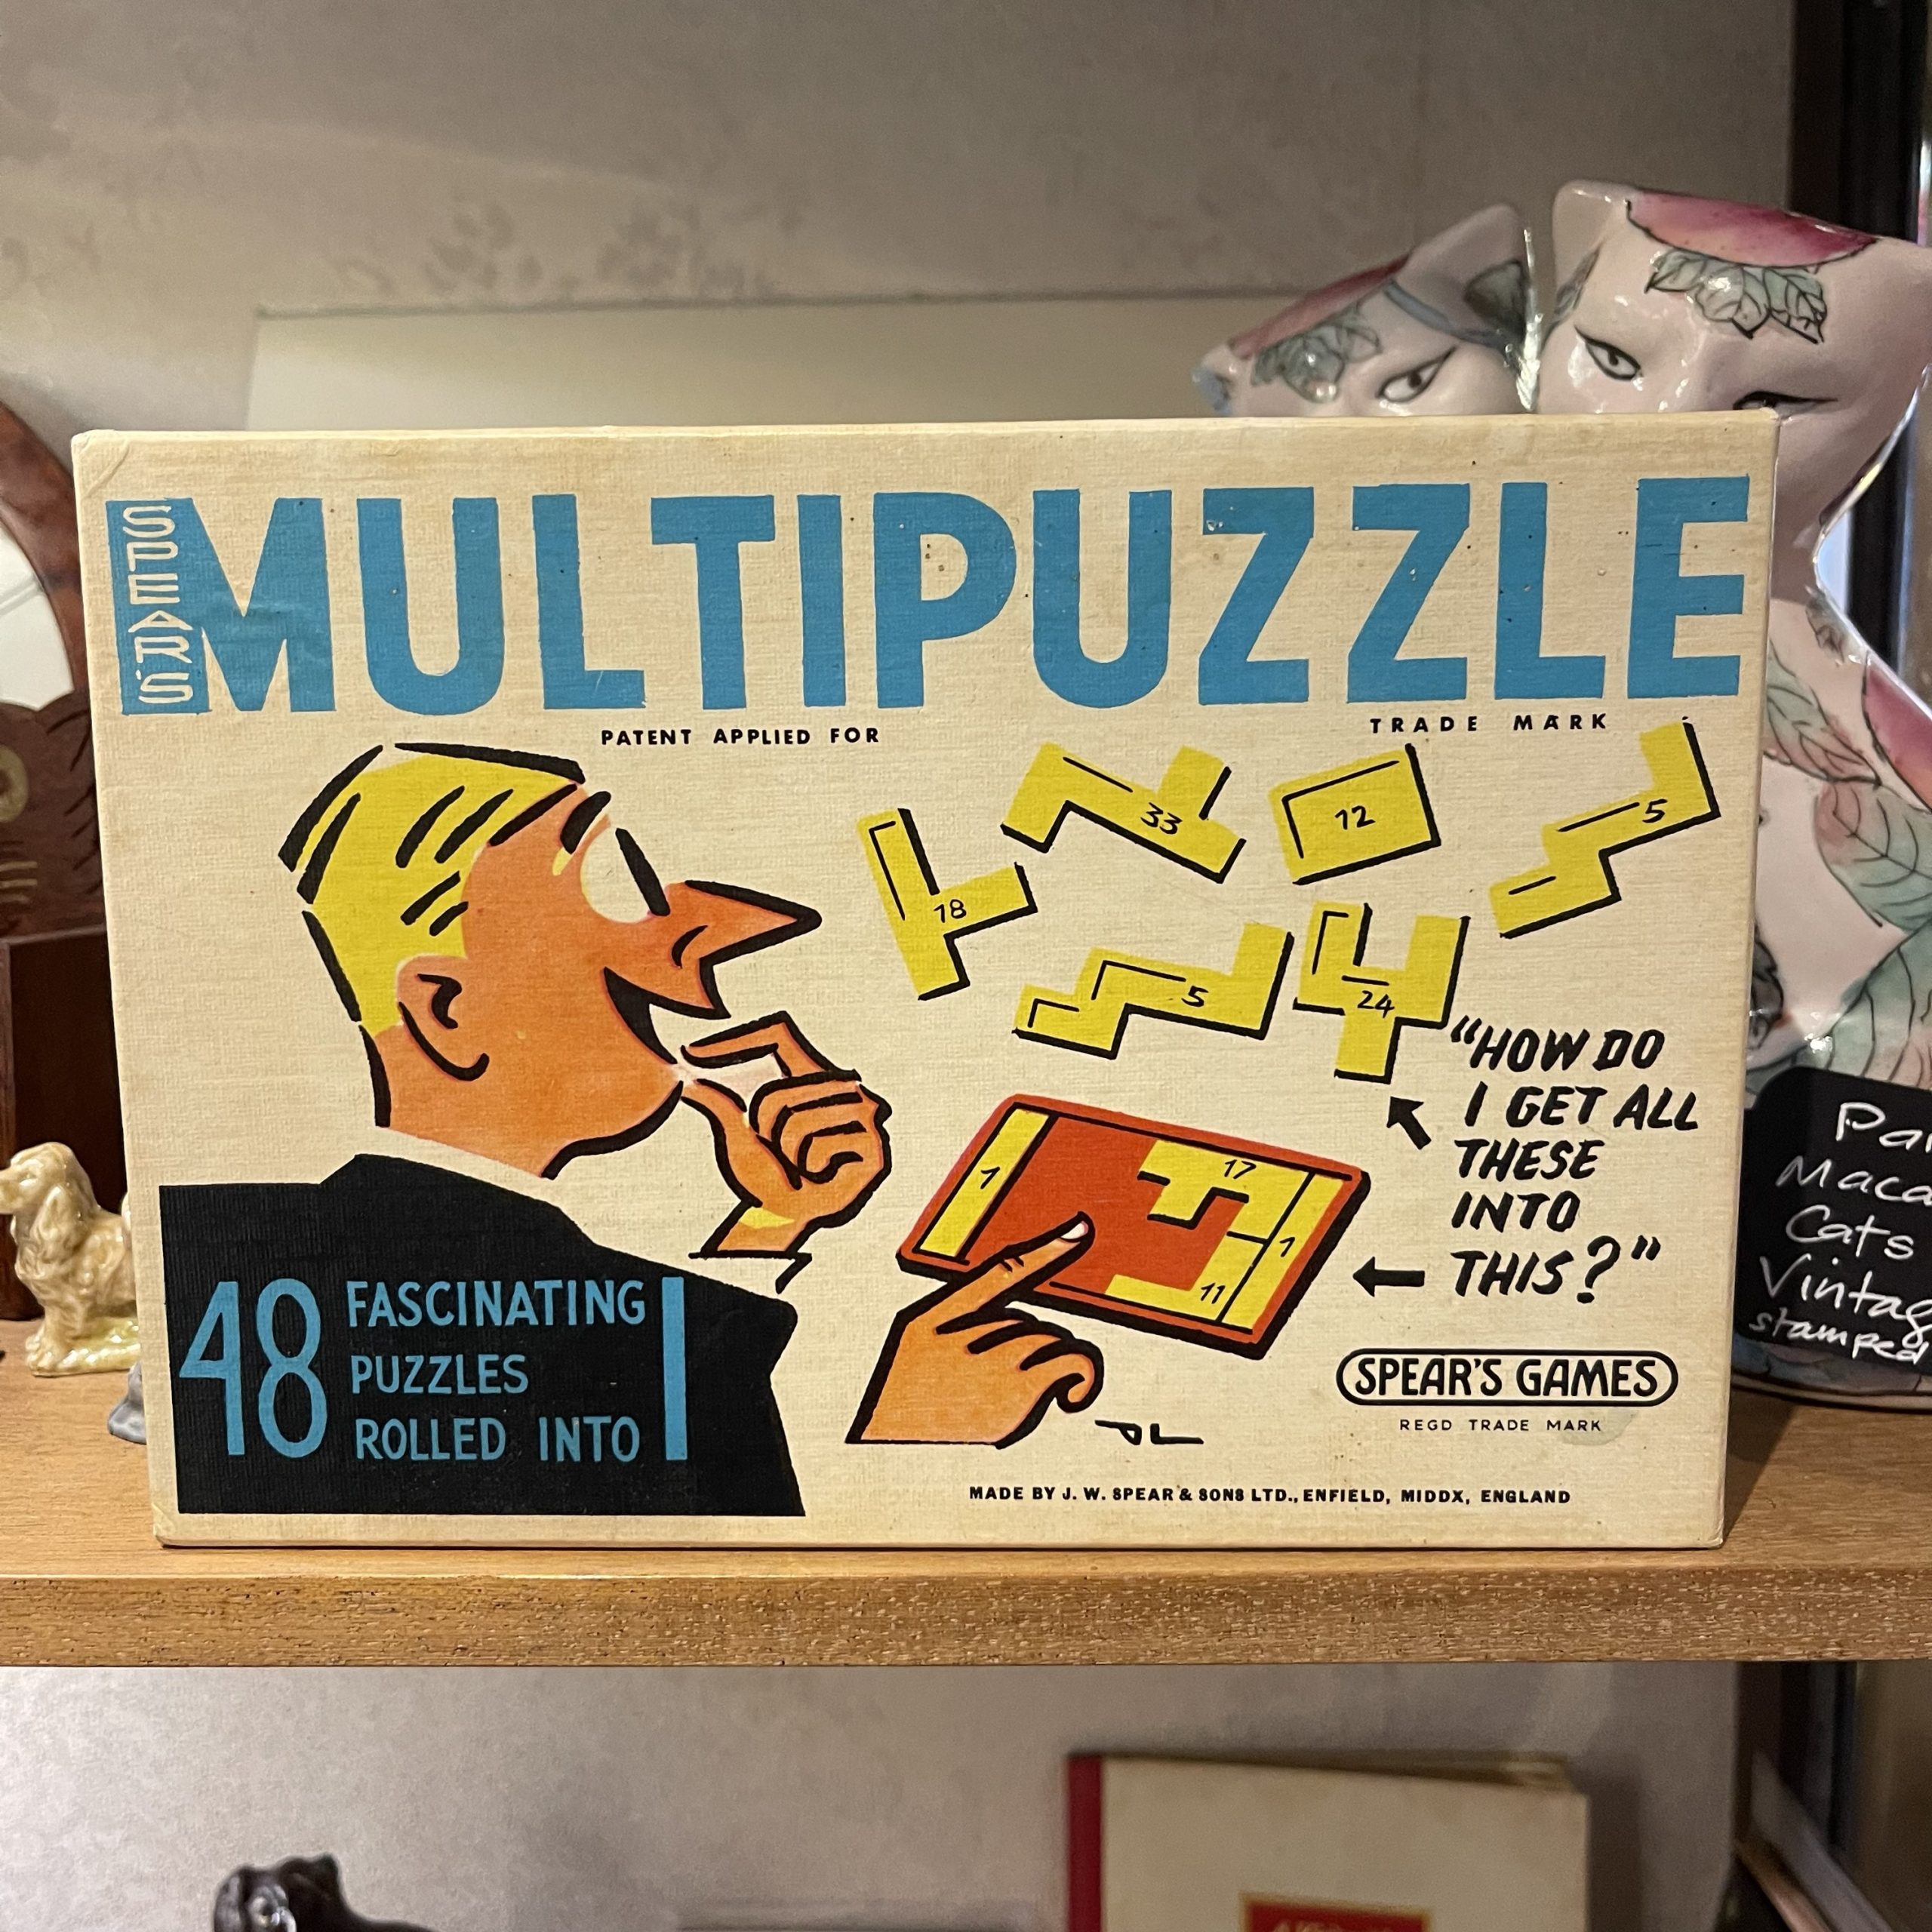 SPEAR'S
MULTIPUZZLE
PATENT APPLIED FOR
TRADE MARK
33
12
5
18
5
24
"HOW DO
I GET ALL
THESE
INTO
THIS?"
1
17
1
11
48 FASCINATING
PUZZLES
ROLLED INTO 1
SPEAR'S GAMES
REGD TRADE MARK
MADE BY J. W. SPEAR & SONS LTD., ENFIELD, MIDDX, ENGLAND
Cats
Vintag
stamped